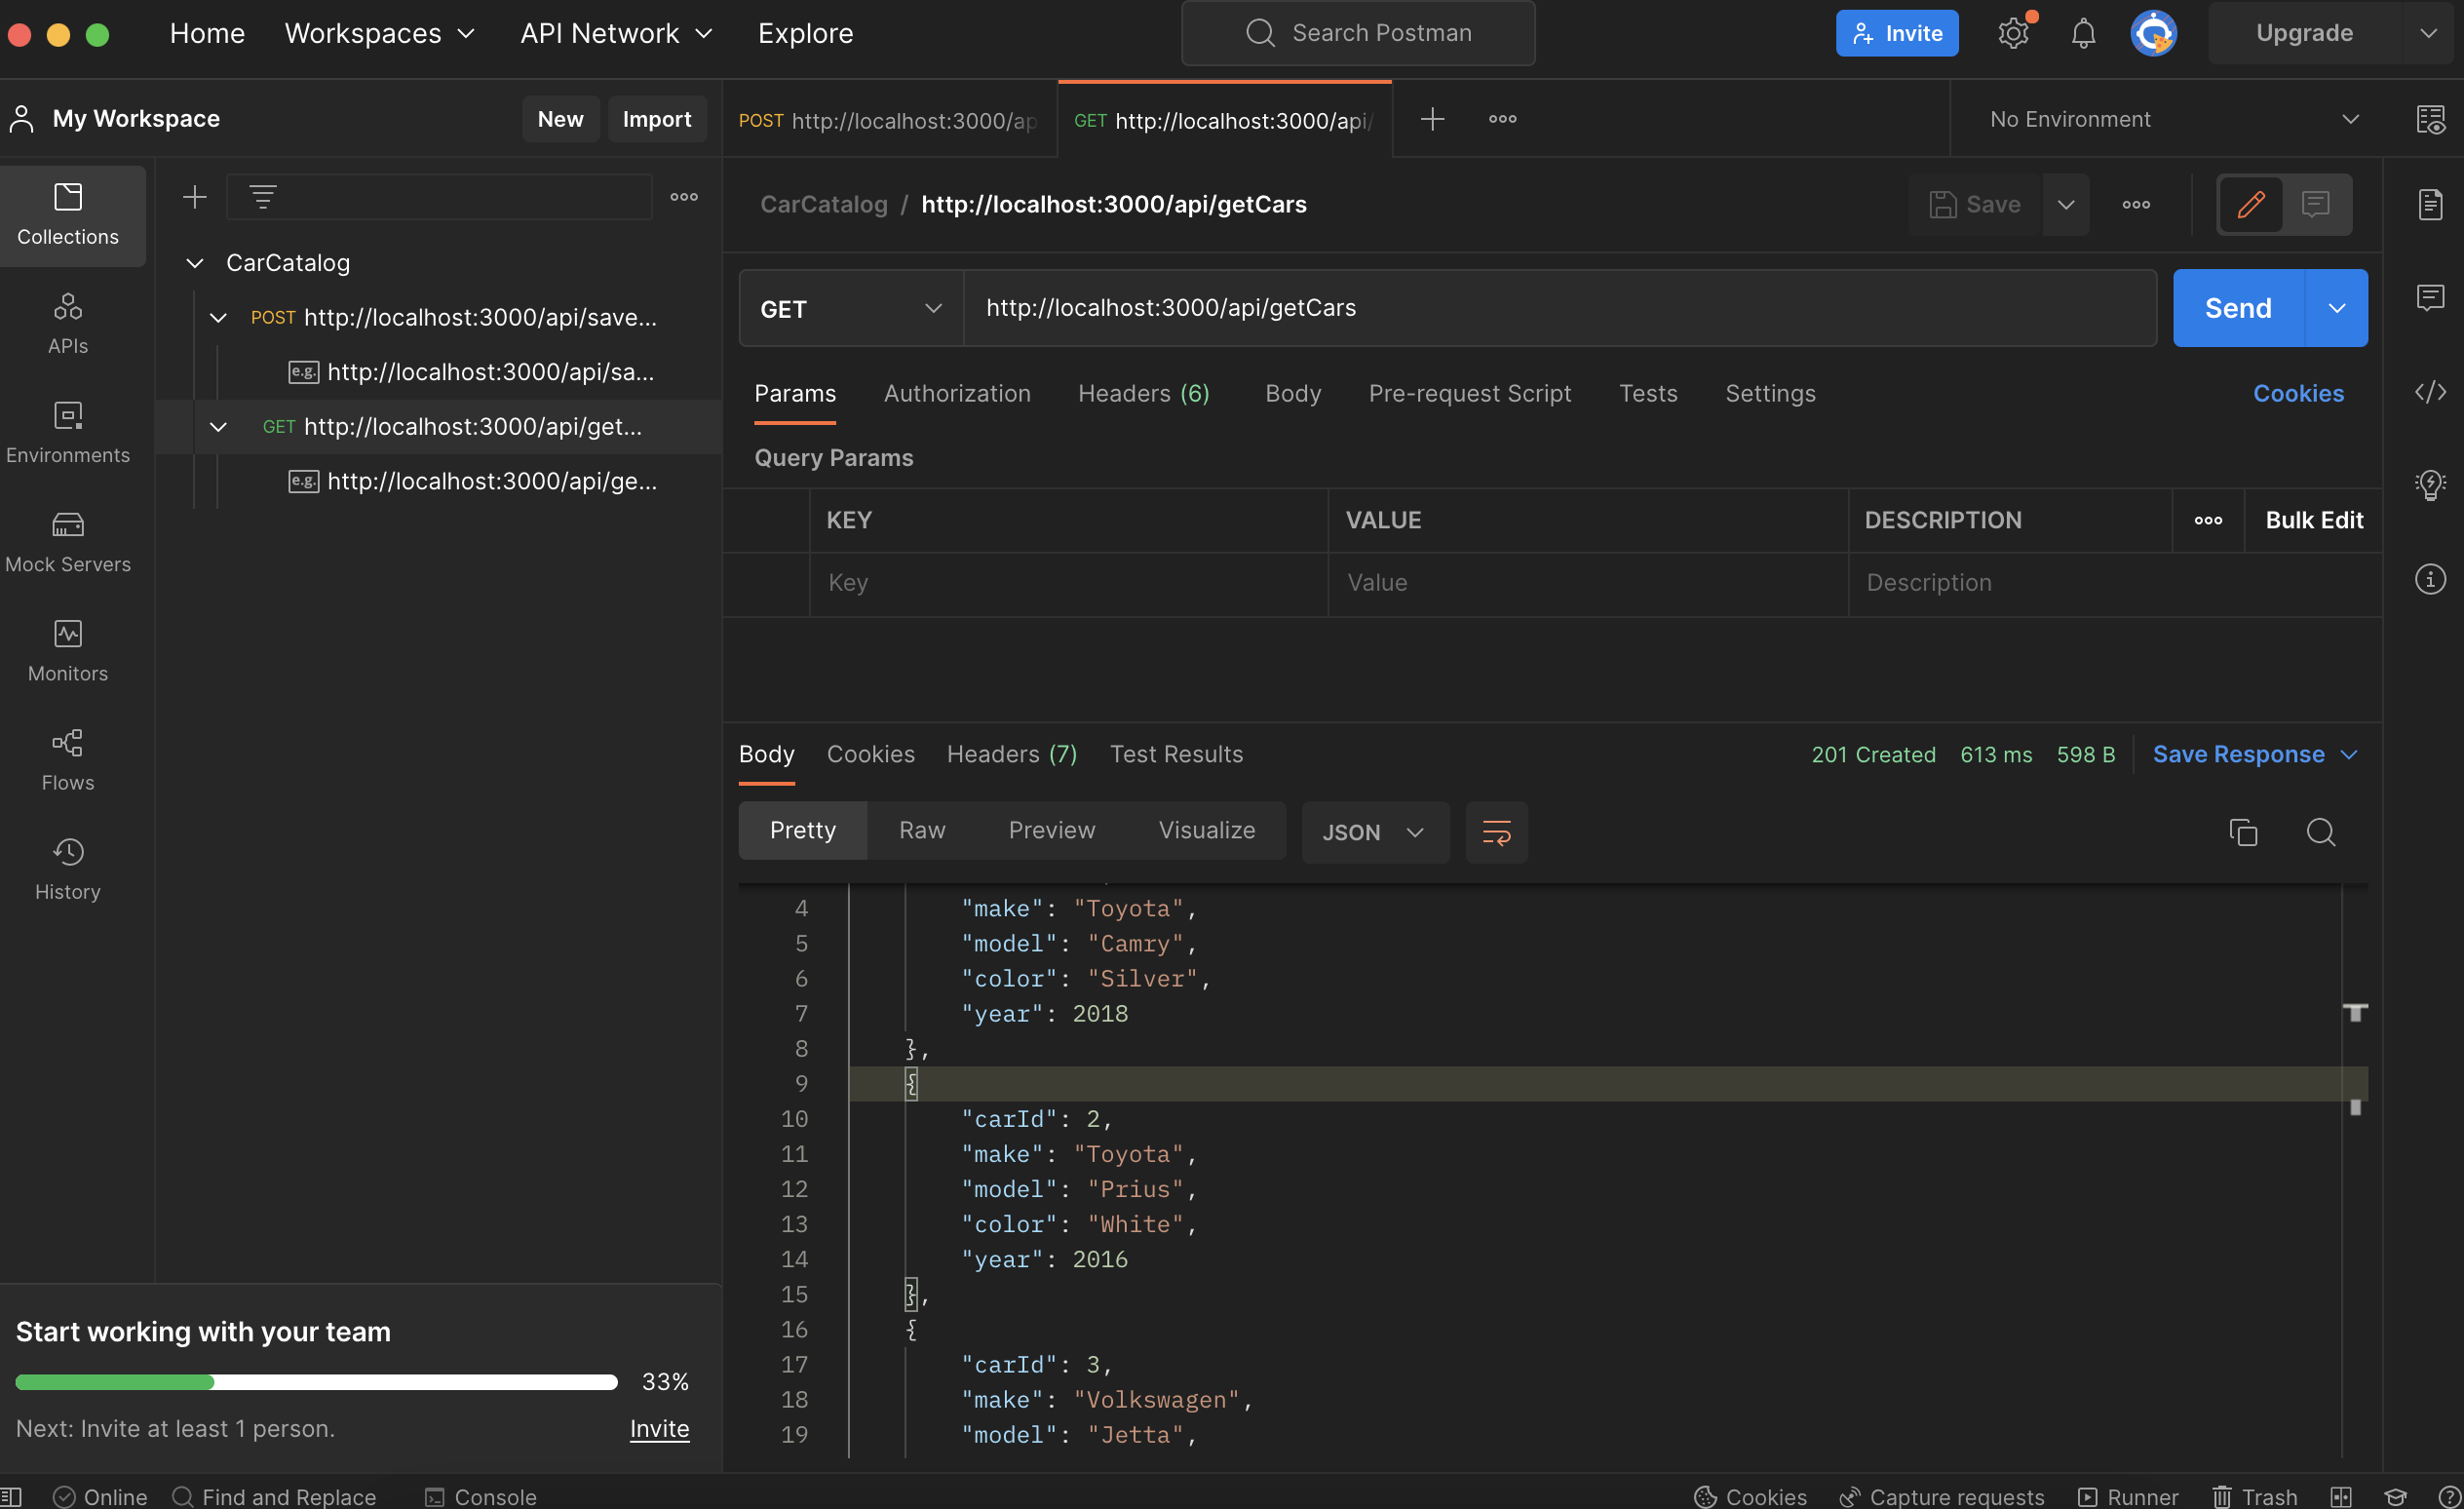 Home Workspaces API Network Explore Search Postman Invite Upgrade
My Workspace New Import
POST http://localhost:3000/ap GET http://localhost:3000/api/ No Environment
Collections
APIs
Environments
Mock Servers
Monitors
Flows
History
CarCatalog
POST http://localhost:3000/api/save...
e.g. http://localhost:3000/api/sa...
GET http://localhost:3000/api/get...
e.g. http://localhost:3000/api/ge...
CarCatalog / http://localhost:3000/api/getCars Save
GET http://localhost:3000/api/getCars Send
Params Authorization Headers (6) Body Pre-request Script Tests Settings Cookies
Query Params
KEY VALUE DESCRIPTION Bulk Edit
Key Value Description
Body Cookies Headers (7) Test Results 201 Created 613 ms 598 B Save Response
Pretty Raw Preview Visualize JSON
4 "make": "Toyota",
5 "model": "Camry",
6 "color": "Silver",
7 "year": 2018
8 },
9 {
10 "carId": 2,
11 "make": "Toyota",
12 "model": "Prius",
13 "color": "White",
14 "year": 2016
15 },
16 {
17 "carId": 3,
18 "make": "Volkswagen",
19 "model": "Jetta",
Start working with your team
33%
Next: Invite at least 1 person. Invite
Online Find and Replace Console Cookies Capture requests Runner Trash